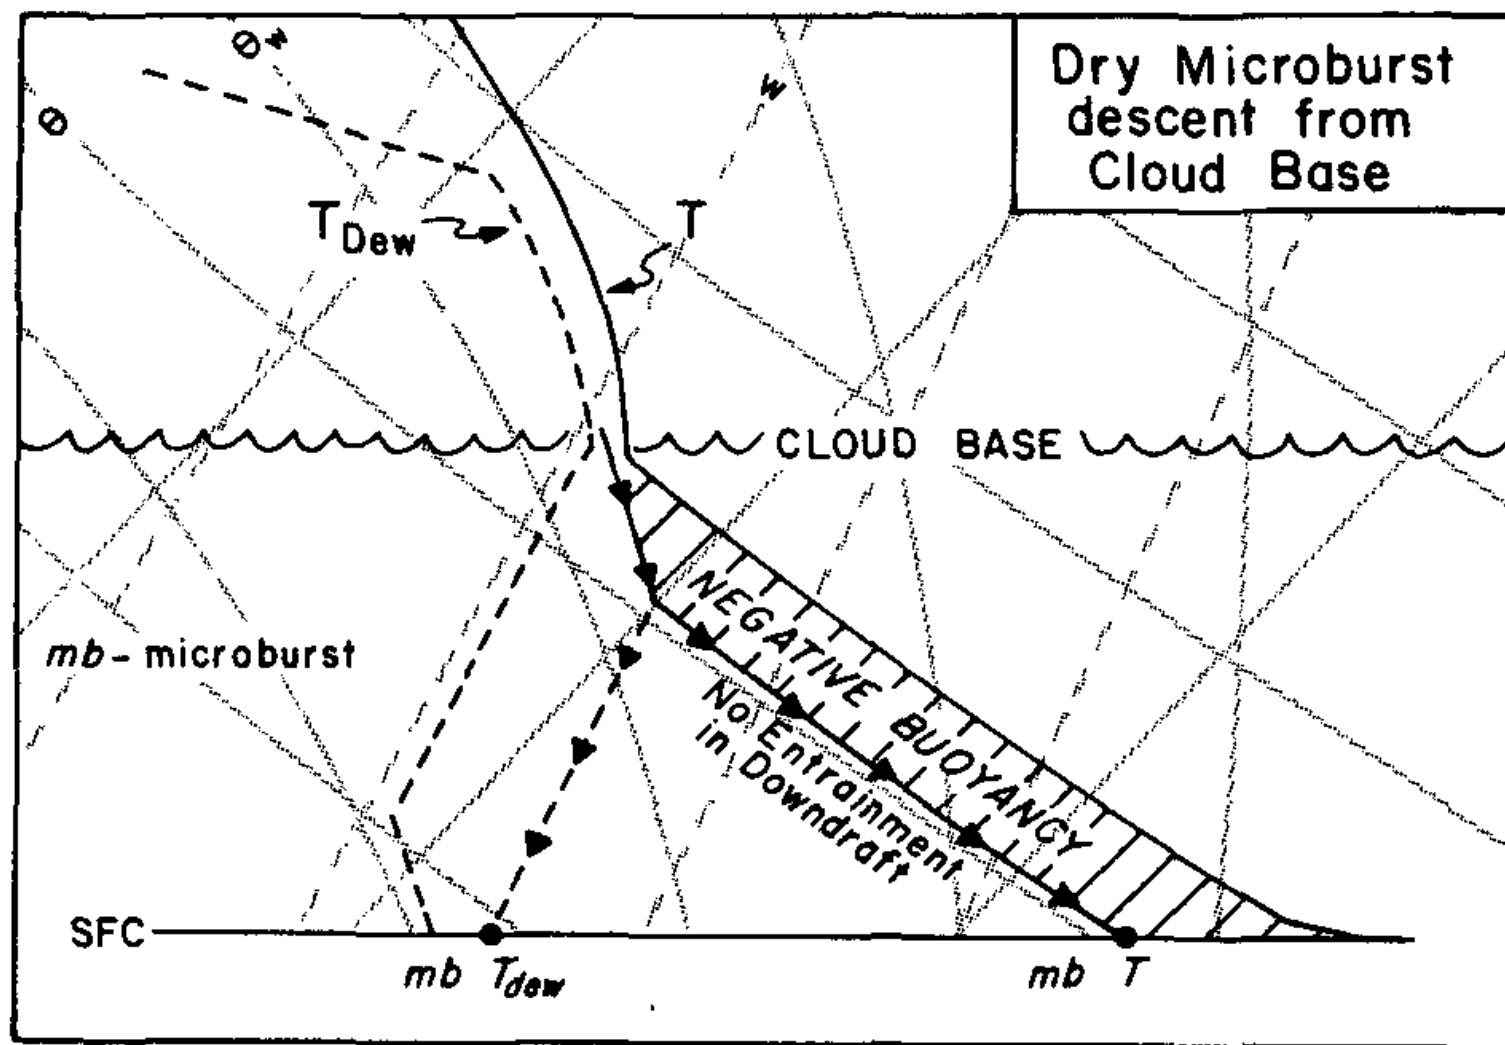 Dry Microburst
descent from
Cloud Base
θw
θ
w
TDew
T
CLOUD BASE
NEGATIVE BUOYANCY
No Entrainment
in Downdraft
mb - microburst
SFC
mb Tdew
mb T